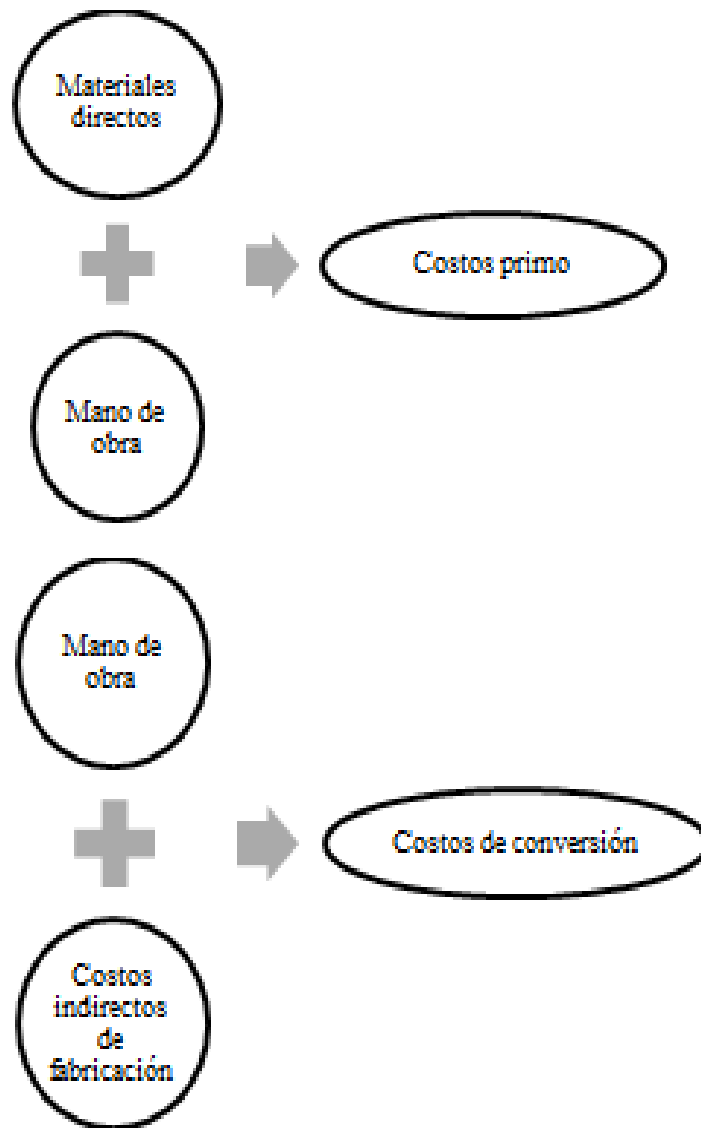 Materiales
directos
Costos primo
Mano de
obra
Mano de
obra
Costos de conversión
Costos
indirectos
de
fabricación